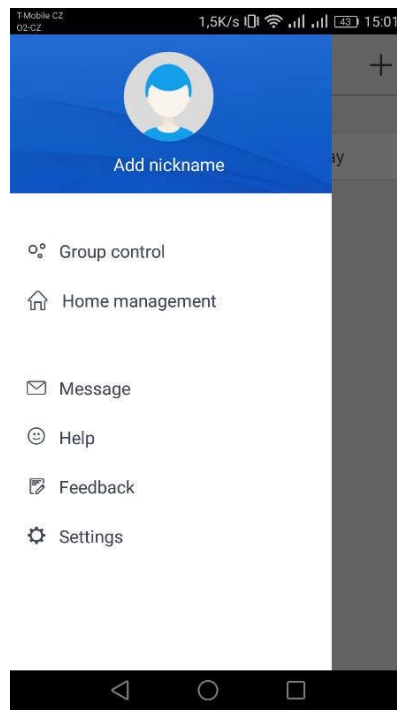 T-Mobile CZ
O2-CZ
1,5K/s 43 15:01
Add nickname
ay
Group control
Home management
Message
Help
Feedback
Settings